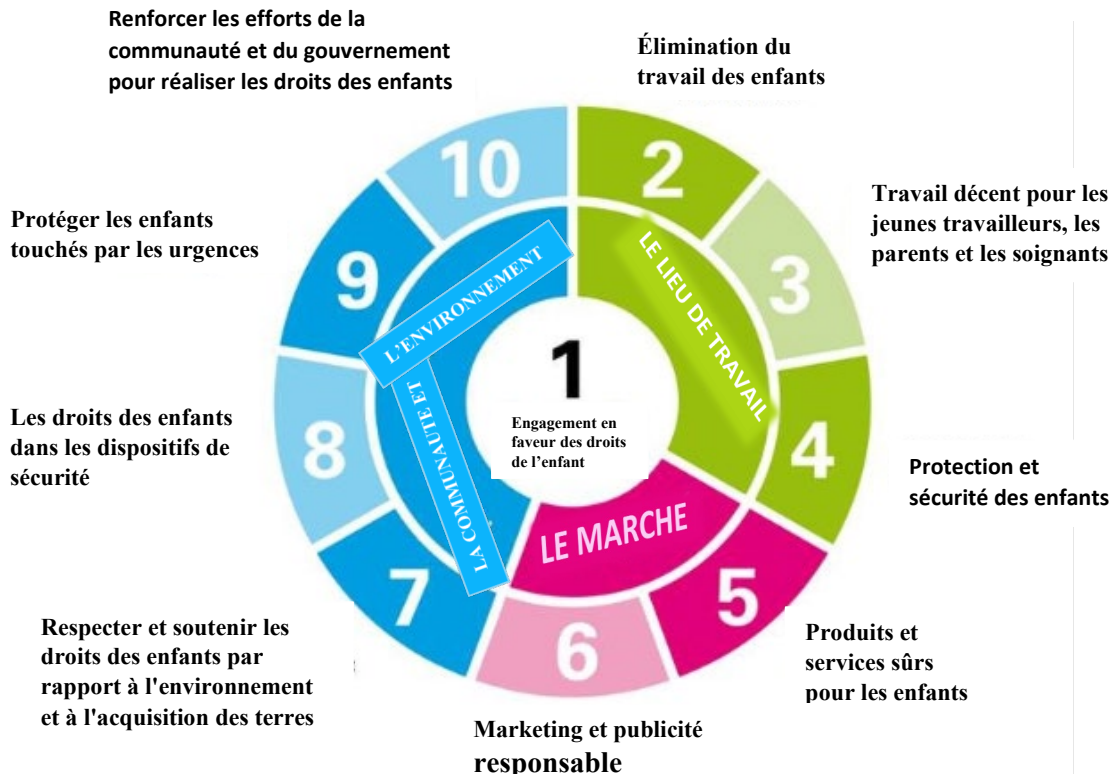 Renforcer les efforts de la
communauté et du gouvernement
pour réaliser les droits des enfants
Élimination du
travail des enfants
10
2
Travail décent pour les
jeunes travailleurs, les
parents et les soignants
Protéger les enfants
touchés par les urgences
9
3
L'ENVIRONNEMENT
LA COMMUNAUTE ET
LE LIEU DE TRAVAIL
1
Engagement en
faveur des droits
de l'enfant
Les droits des enfants
dans les dispositifs de
sécurité
8
4
Protection et
sécurité des enfants
LE MARCHE
7
5
6
Respecter et soutenir les
droits des enfants par
rapport à l'environnement
et à l'acquisition des terres
Produits et
services sûrs
pour les enfants
Marketing et publicité
responsable